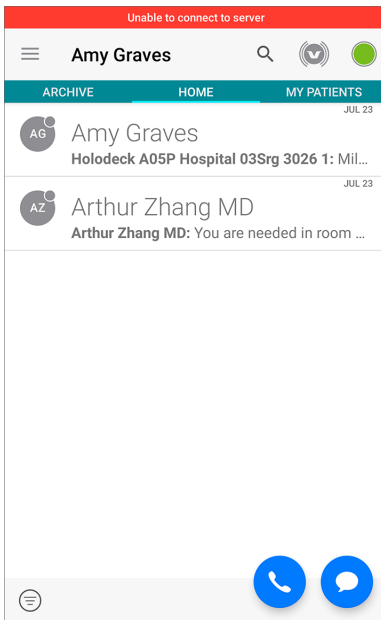 Unable to connect to server
Amy Graves
ARCHIVE HOME MY PATIENTS
JUL 23
AG Amy Graves
Holodeck A05P Hospital 03Srg 3026 1: Mil...
JUL 23
AZ Arthur Zhang MD
Arthur Zhang MD: You are needed in room ...